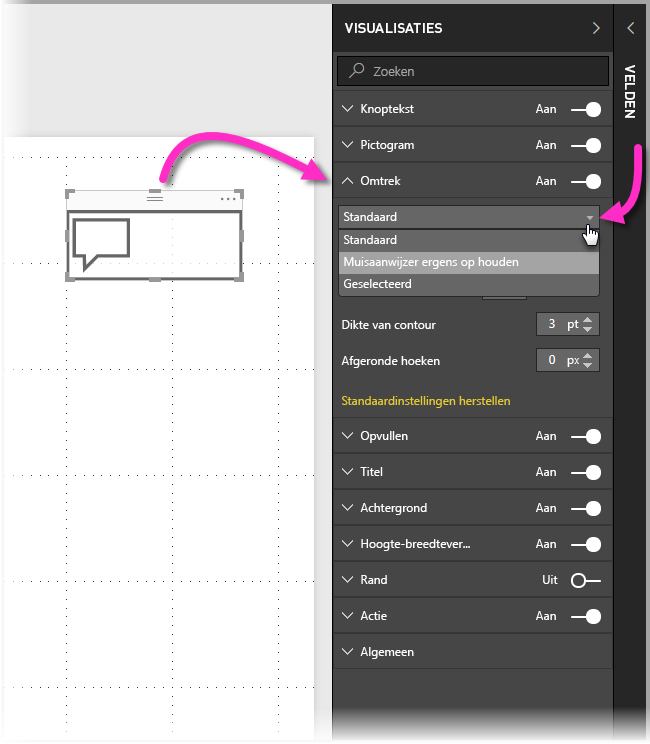 VISUALISATIES
VELDEN
Zoeken
Knoptekst Aan
Pictogram Aan
Omtrek Aan
Standaard
Standaard
Muisaanwijzer ergens op houden
Geselecteerd
Dikte van contour 3 pt
Afgeronde hoeken 0 px
Standaardinstellingen herstellen
Opvullen Aan
Titel Aan
Achtergrond Aan
Hoogte-breedtever... Aan
Rand Uit
Actie Aan
Algemeen